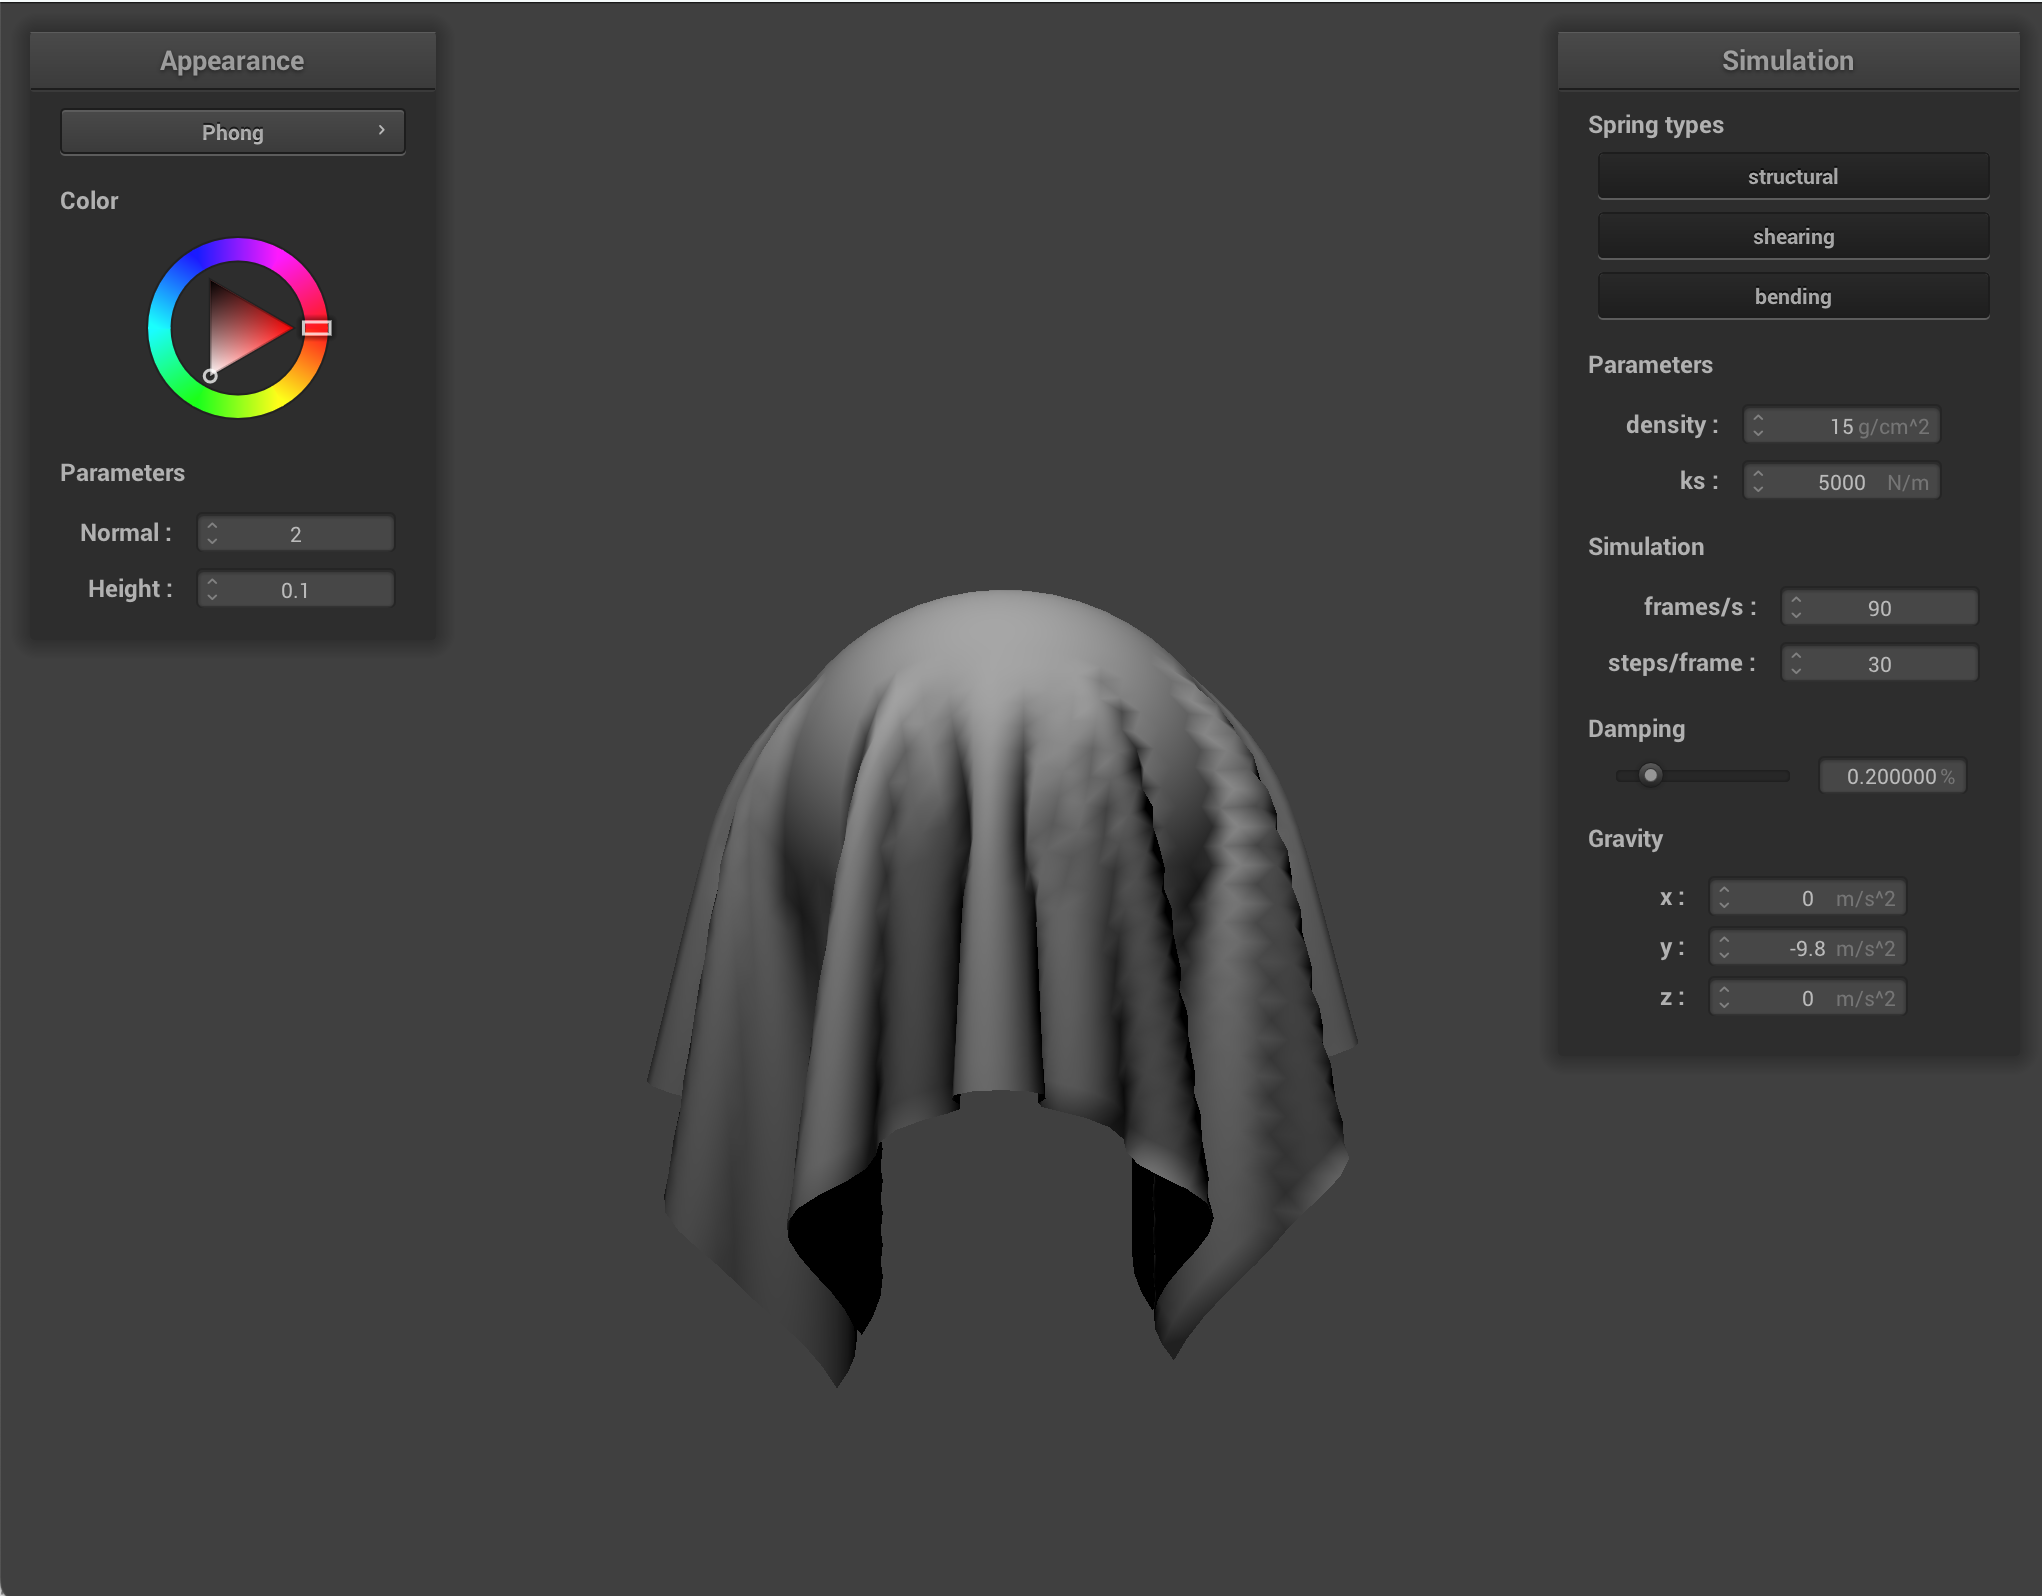 Appearance
Phong
Color
Parameters
Normal : 2
Height : 0.1
Simulation
Spring types
structural
shearing
bending
Parameters
density : 15 g/cm^2
ks : 5000 N/m
Simulation
frames/s : 90
steps/frame : 30
Damping
0.200000 %
Gravity
x : 0 m/s^2
y : -9.8 m/s^2
z : 0 m/s^2